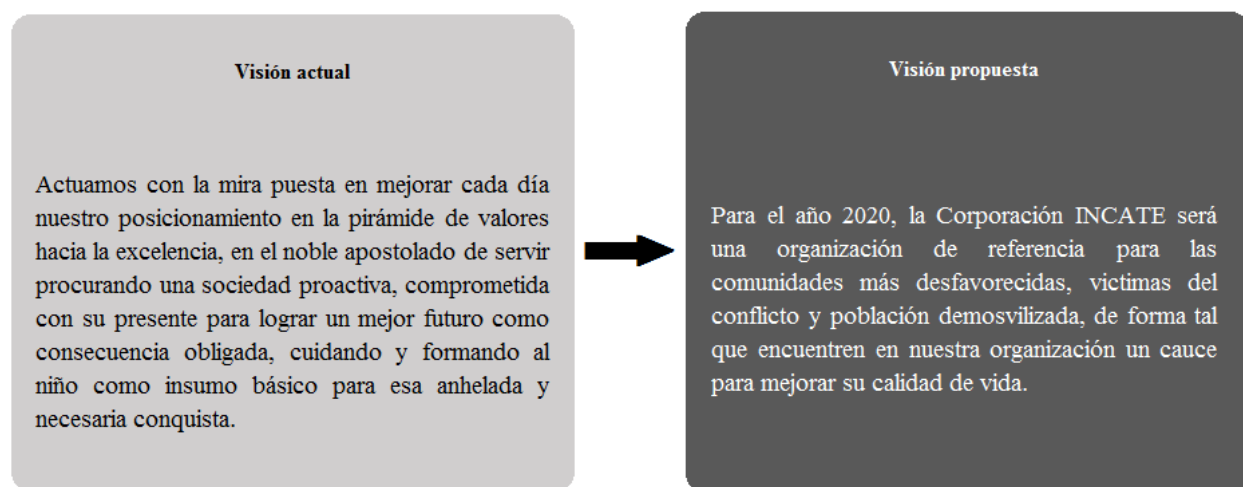 Visión actual
Actuamos con la mira puesta en mejorar cada día
nuestro posicionamiento en la pirámide de valores
hacia la excelencia, en el noble apostolado de servir
procurando una sociedad proactiva, comprometida
con su presente para lograr un mejor futuro como
consecuencia obligada, cuidando y formando al
niño como insumo básico para esa anhelada y
necesaria conquista.
Visión propuesta
Para el año 2020, la Corporación INCATE será
una organización de referencia para las
comunidades más desfavorecidas, victimas del
conflicto y población demosvilizada, de forma tal
que encuentren en nuestra organización un cauce
para mejorar su calidad de vida.